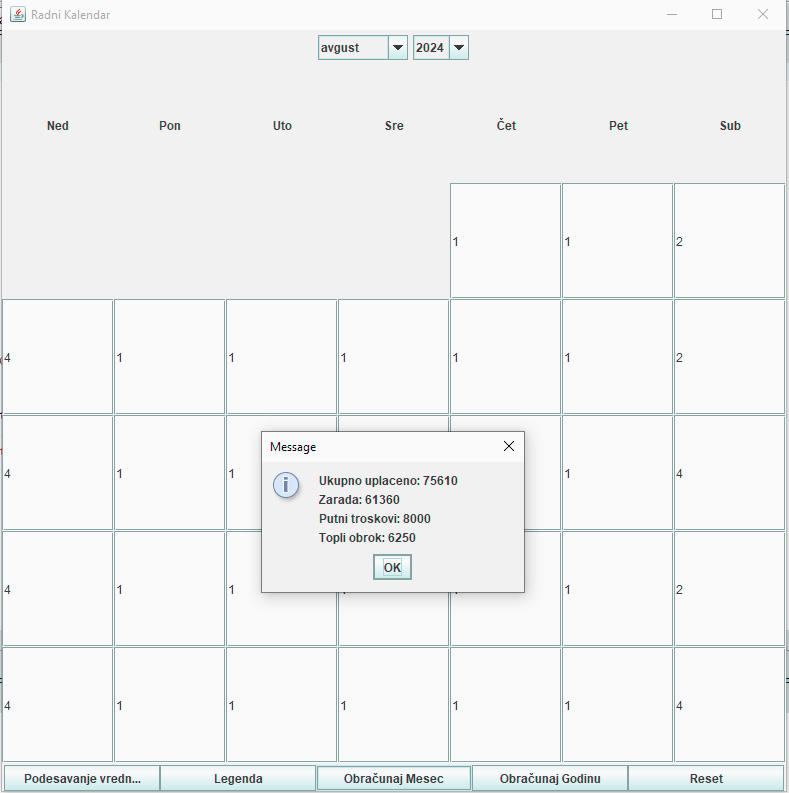 Radni Kalendar
avgust 2024
Ned Pon Uto Sre Čet Pet Sub
1 1 2
4 1 1 1 1 1 2
4 1 1 1 4
Message
Ukupno uplaceno: 75610
Zarada: 61360
Putni troskovi: 8000
Topli obrok: 6250
OK
4 1 1 1 2
4 1 1 1 1 1 4
Podesavanje vredn... Legenda Obračunaj Mesec Obračunaj Godinu Reset